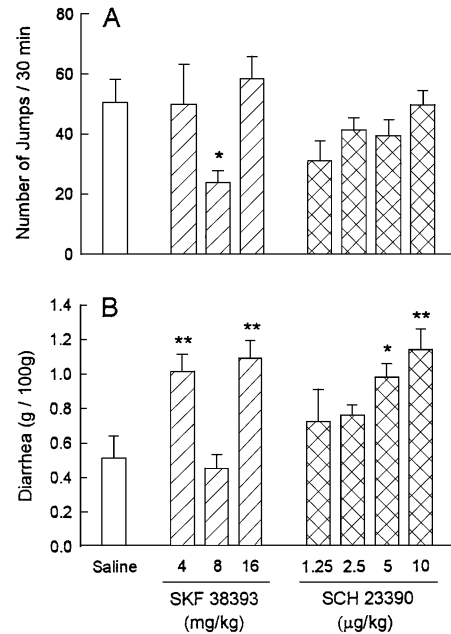 A
Number of Jumps / 30 min
80
60
40
20
0
*
B
Diarrhea (g / 100g)
1.4
1.2
1.0
0.8
0.6
0.4
0.2
0.0
** ** * **
Saline 4 8 16 1.25 2.5 5 10
SKF 38393 SCH 23390
(mg/kg) (µg/kg)